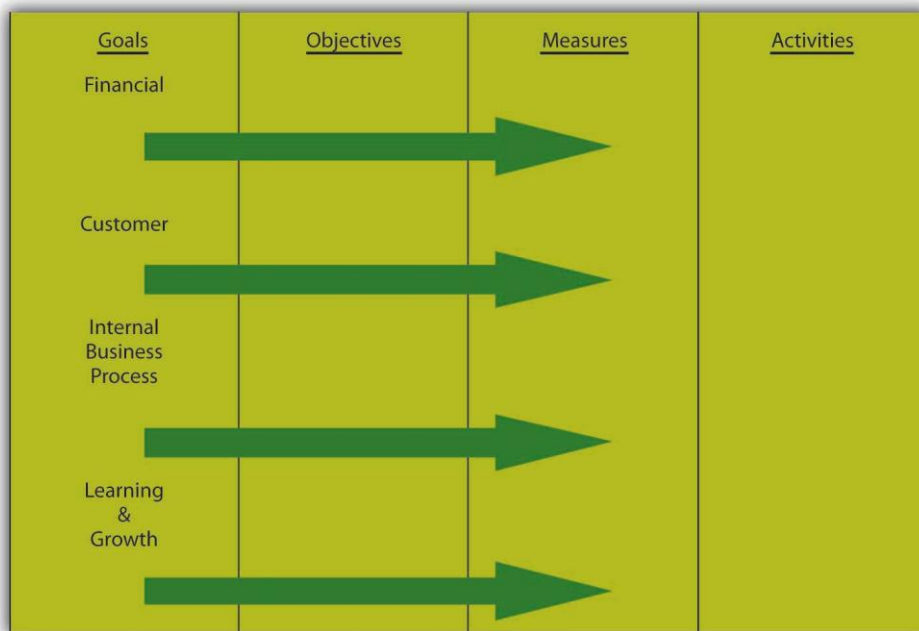 Goals
Objectives
Measures
Activities
Financial
Customer
Internal
Business
Process
Learning
&
Growth